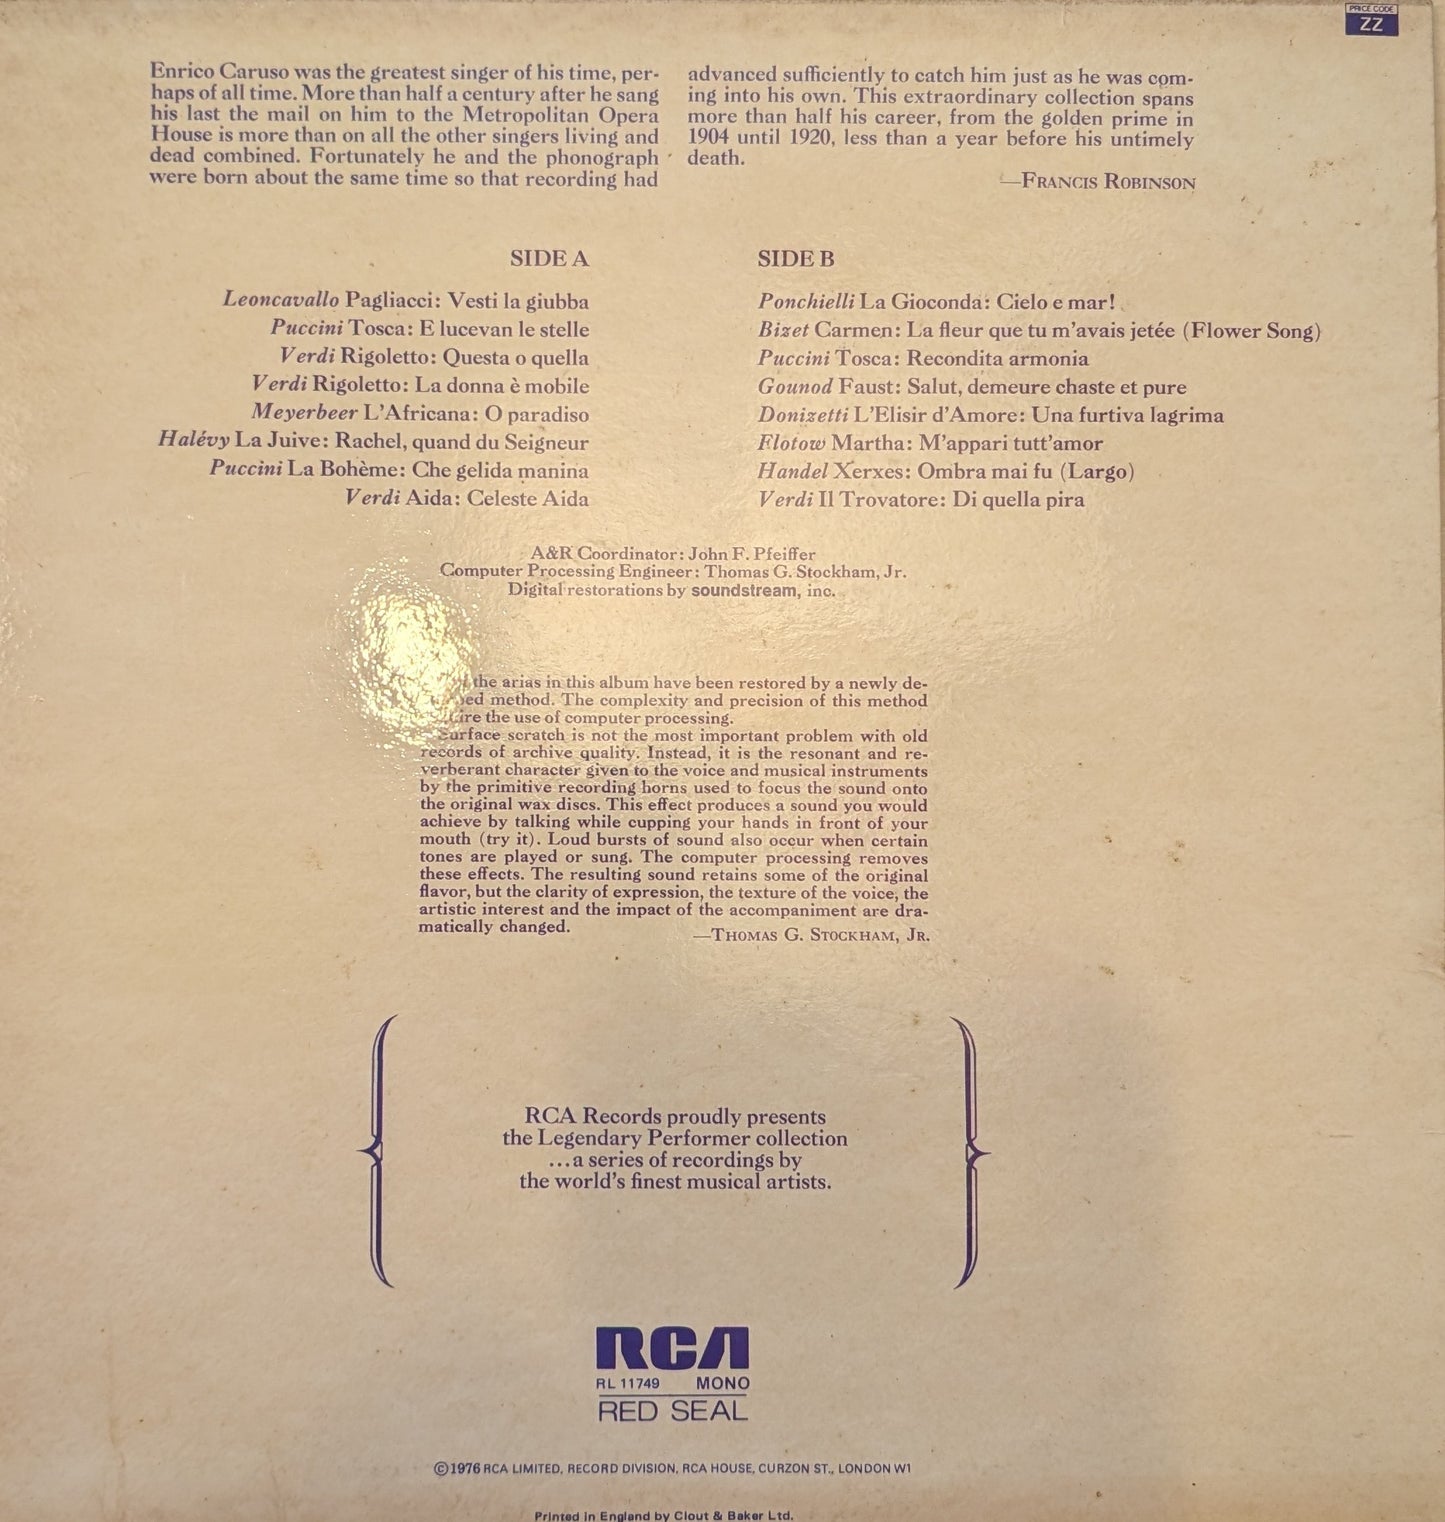 PRICE CODE
ZZ
Enrico Caruso was the greatest singer of his time, per-
haps of all time. More than half a century after he sang
his last the mail on him to the Metropolitan Opera
House is more than on all the other singers living and
dead combined. Fortunately he and the phonograph
were born about the same time so that recording had
advanced sufficiently to catch him just as he was com-
ing into his own. This extraordinary collection spans
more than half his career, from the golden prime in
1904 until 1920, less than a year before his untimely
death.
—FRANCIS ROBINSON
SIDE A
Leoncavallo Pagliacci: Vesti la giubba
Puccini Tosca: E lucevan le stelle
Verdi Rigoletto: Questa o quella
Verdi Rigoletto: La donna è mobile
Meyerbeer L'Africana: O paradiso
Halévy La Juive: Rachel, quand du Seigneur
Puccini La Bohème: Che gelida manina
Verdi Aida: Celeste Aida
SIDE B
Ponchielli La Gioconda: Cielo e mar!
Bizet Carmen: La fleur que tu m'avais jetée (Flower Song)
Puccini Tosca: Recondita armonia
Gounod Faust: Salut, demeure chaste et pure
Donizetti L'Elisir d'Amore: Una furtiva lagrima
Flotow Martha: M'appari tutt'amor
Handel Xerxes: Ombra mai fu (Largo)
Verdi Il Trovatore: Di quella pira
A&R Coordinator: John F. Pfeiffer
Computer Processing Engineer: Thomas G. Stockham, Jr.
Digital restorations by soundstream, inc.
the arias in this album have been restored by a newly de-
method. The complexity and precision of this method
the use of computer processing.
Surface scratch is not the most important problem with old
records of archive quality. Instead, it is the resonant and re-
verberant character given to the voice and musical instruments
by the primitive recording horns used to focus the sound onto
the original wax discs. This effect produces a sound you would
achieve by talking while cupping your hands in front of your
mouth (try it). Loud bursts of sound also occur when certain
tones are played or sung. The computer processing removes
these effects. The resulting sound retains some of the original
flavor, but the clarity of expression, the texture of the voice, the
artistic interest and the impact of the accompaniment are dra-
matically changed.
—THOMAS G. STOCKHAM, JR.
RCA Records proudly presents
the Legendary Performer collection
...a series of recordings by
the world's finest musical artists.
RCA
RL 11749 MONO
RED SEAL
©1976 RCA LIMITED, RECORD DIVISION, RCA HOUSE, CURZON ST., LONDON W1
Printed in England by Clout & Baker Ltd.